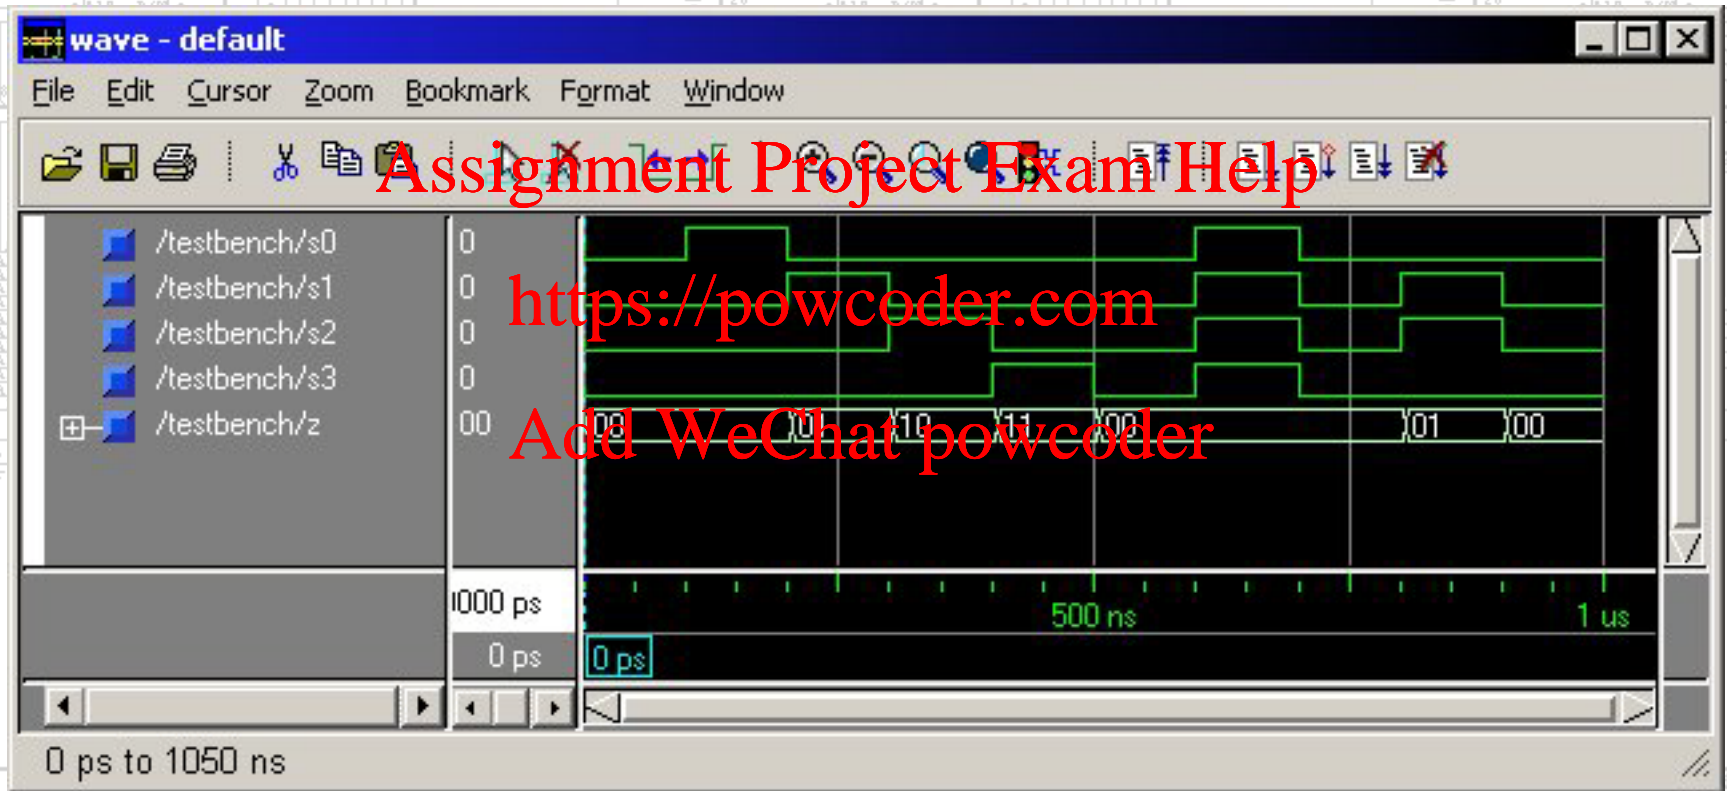 wave - default
File Edit Cursor Zoom Bookmark Format Window
Assignment Project Exam Help
/testbench/s0 0
/testbench/s1 0
https://powcoder.com
/testbench/s2 0
/testbench/s3 0
/testbench/z 00 00 01 10 11 00 01 00
Add WeChat powcoder
000 ps 500 ns 1 us
0 ps 0 ps
0 ps to 1050 ns